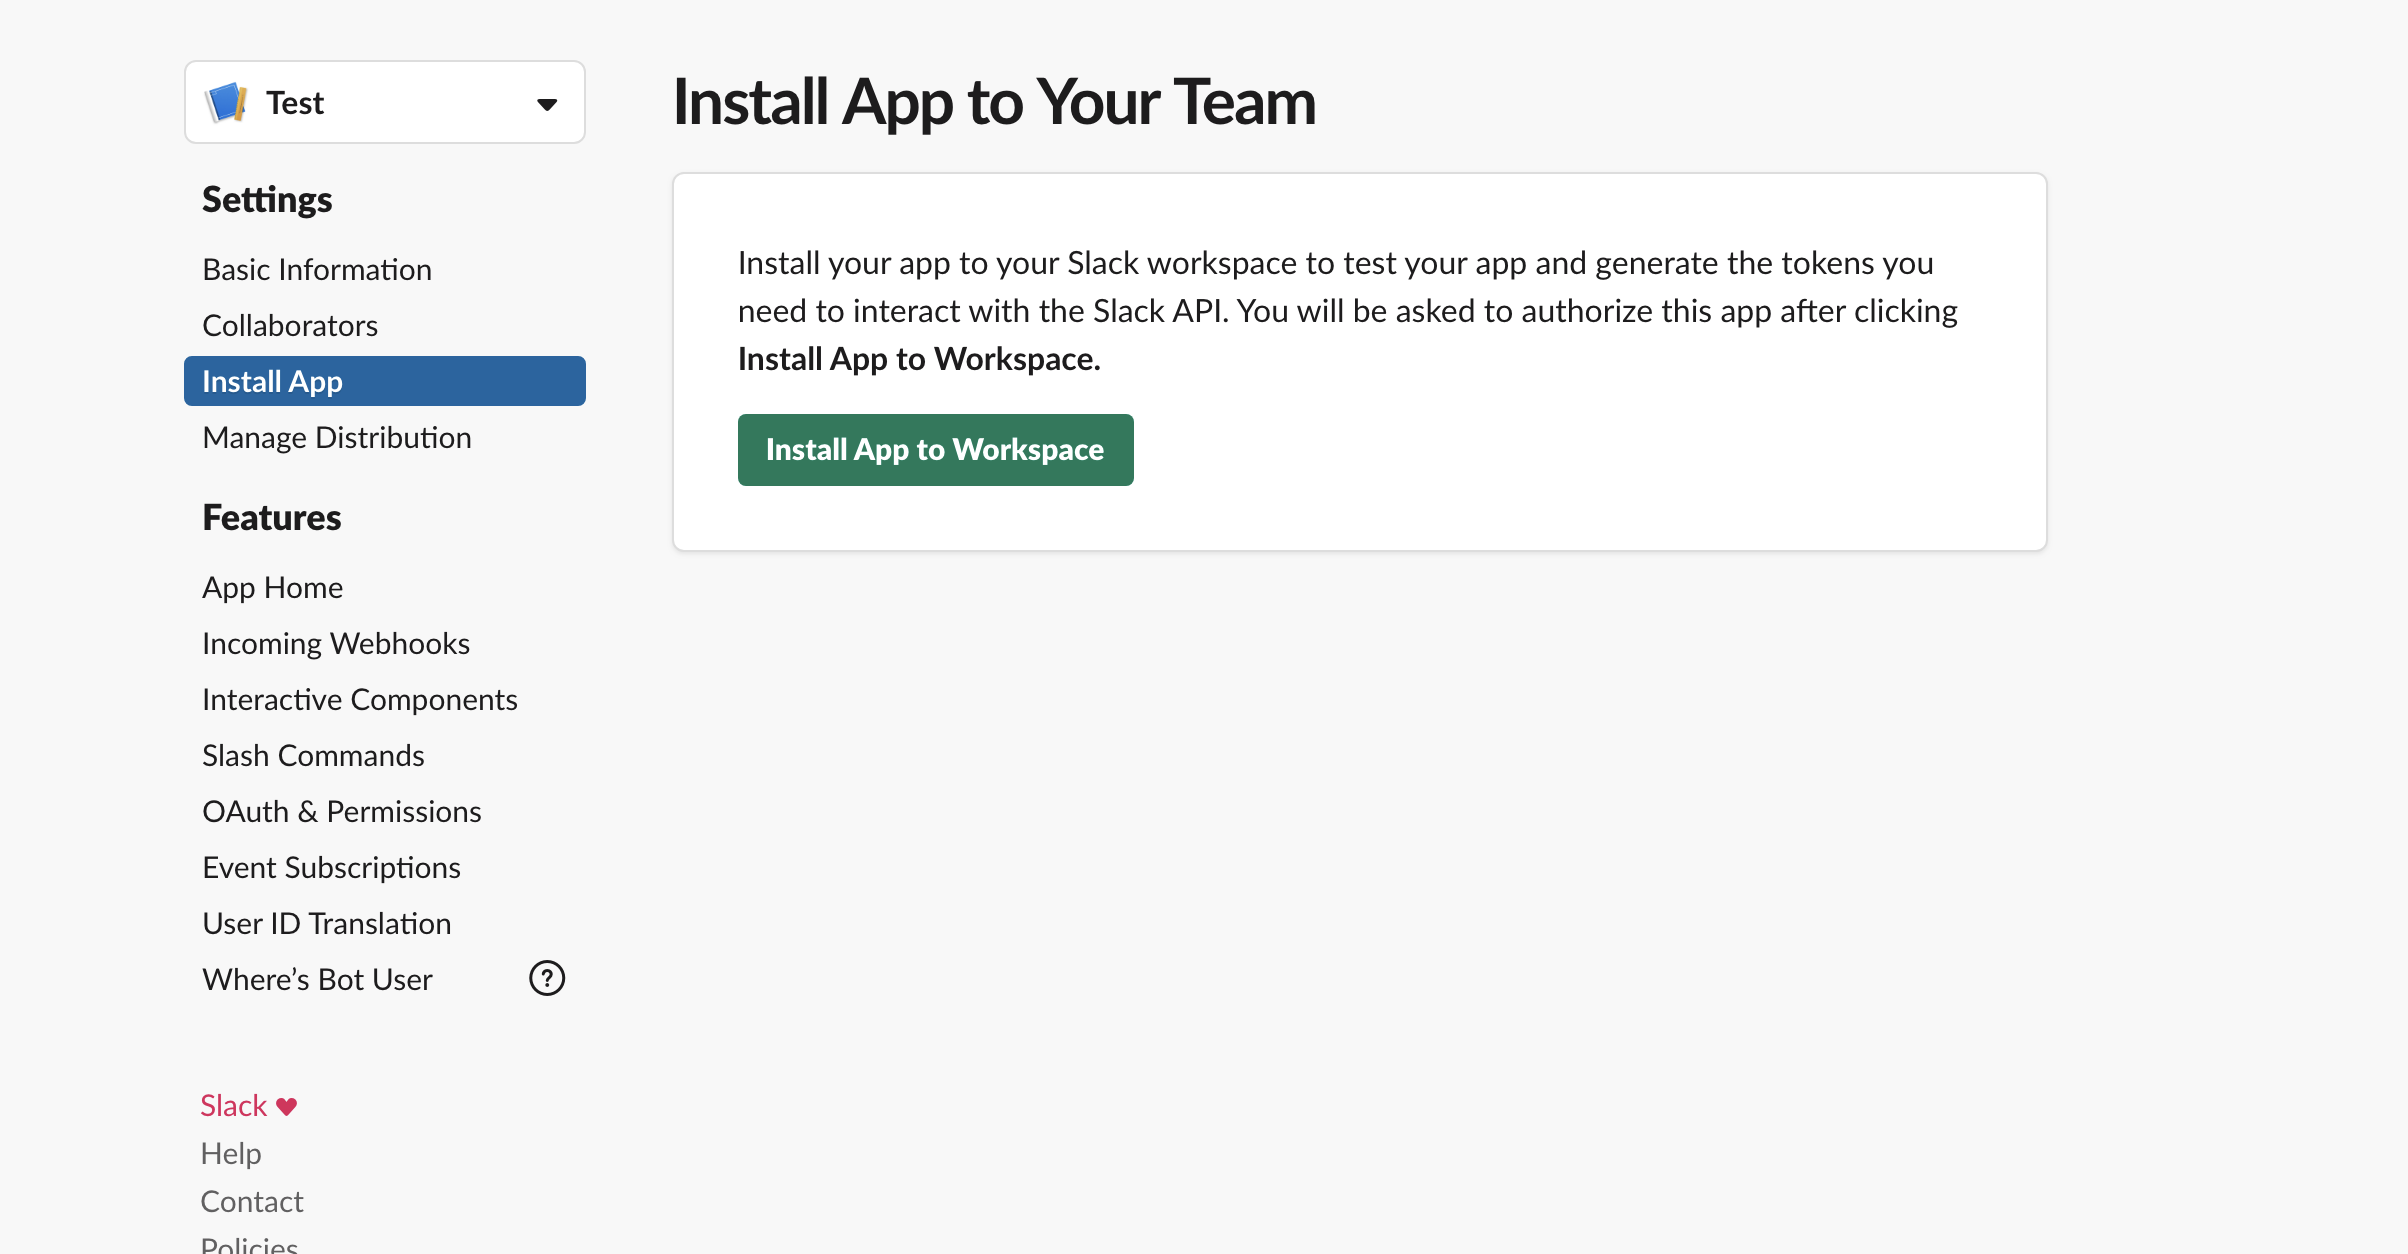 Test
Settings
Basic Information
Collaborators
Install App
Manage Distribution
Features
App Home
Incoming Webhooks
Interactive Components
Slash Commands
OAuth & Permissions
Event Subscriptions
User ID Translation
Where’s Bot User
Slack ♥
Help
Contact
Policies
Install App to Your Team
Install your app to your Slack workspace to test your app and generate the tokens you
need to interact with the Slack API. You will be asked to authorize this app after clicking
Install App to Workspace.
Install App to Workspace